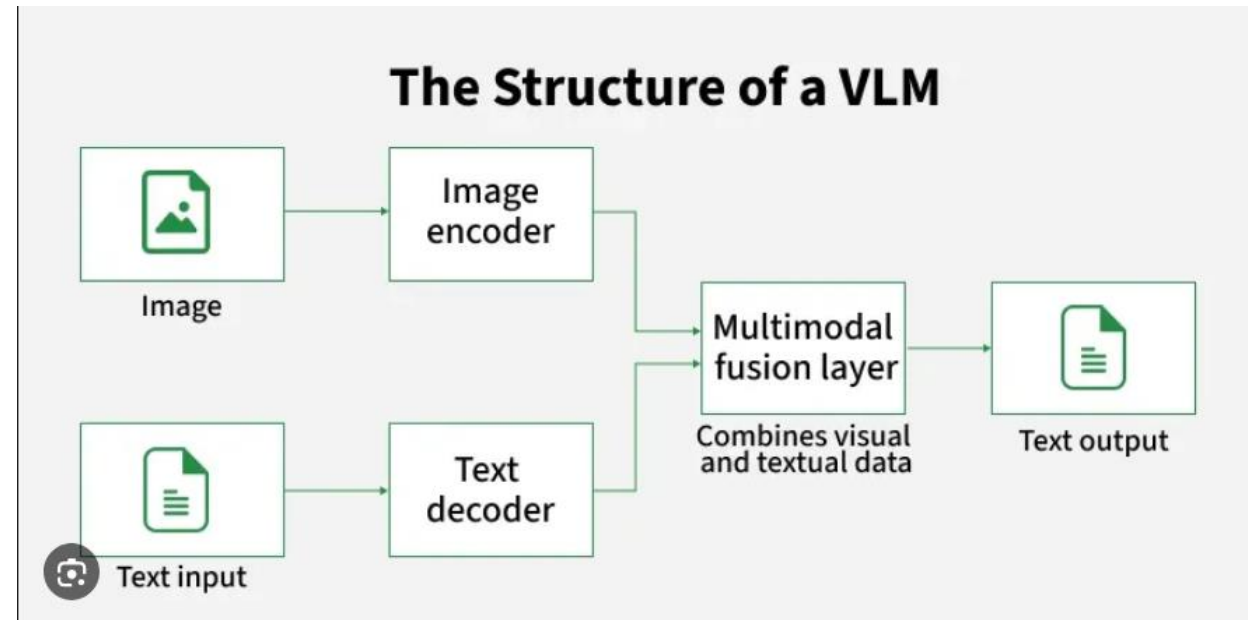 The Structure of a VLM
Image
encoder
Image
Multimodal
fusion layer
Combines visual
and textual data
Text output
Text
decoder
Text input